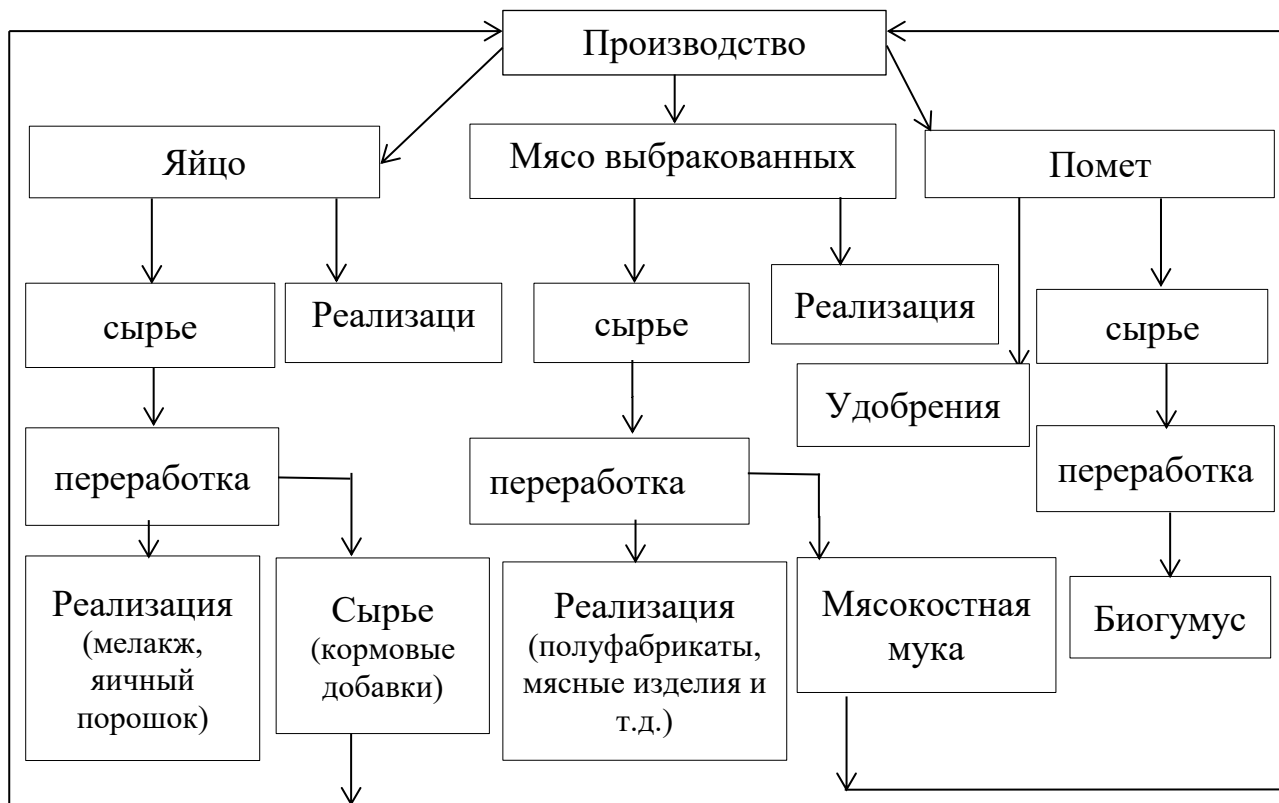 Производство
Яйцо
Мясо выбракованных
Помет
сырье
Реализаци
сырье
Реализация
сырье
Удобрения
переработка
переработка
переработка
Реализация
(мелакж,
яичный
порошок)
Сырье
(кормовые
добавки)
Реализация
(полуфабрикаты,
мясные изделия и
т.д.)
Мясокостная
мука
Биогумус